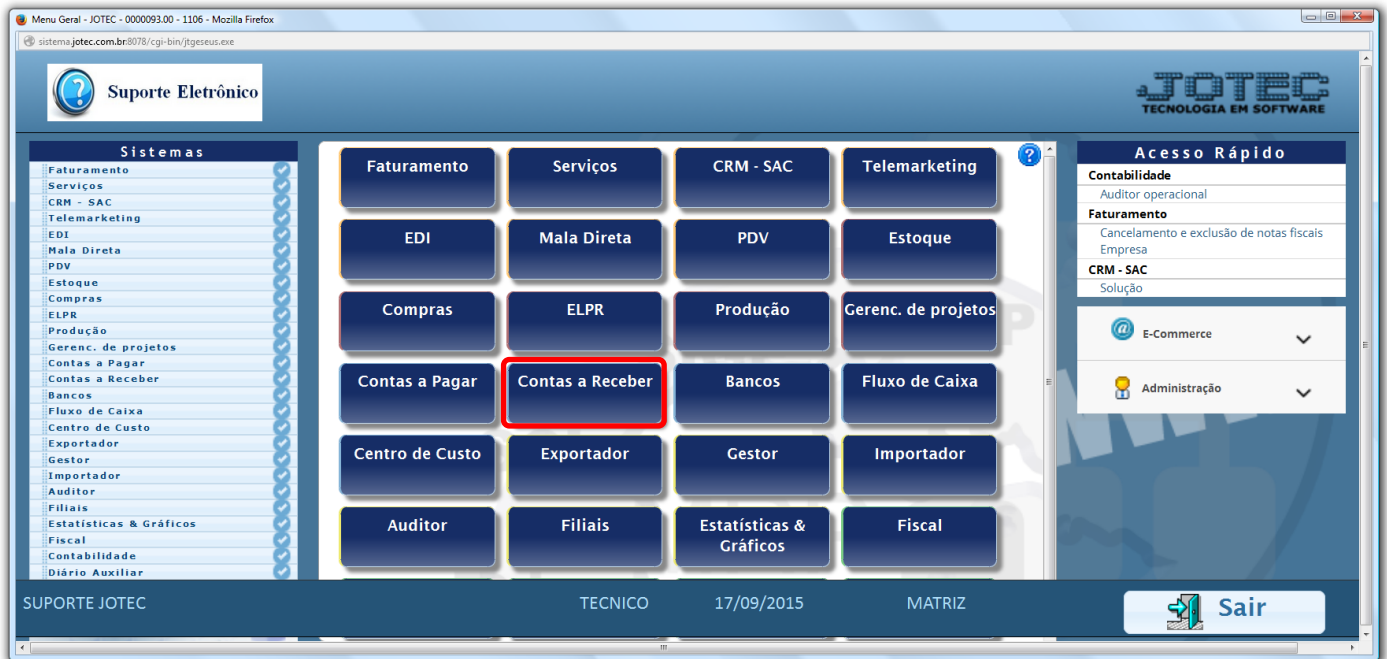 Menu Geral - JOTEC - 0000093.00 - 1106 - Mozilla Firefox
sistema.jotec.com.br:8078/cgi-bin/jtgeseus.exe
Suporte Eletrônico
JOTEC
TECNOLOGIA EM SOFTWARE
Sistemas
Faturamento
Serviços
CRM - SAC
Telemarketing
EDI
Mala Direta
PDV
Estoque
Compras
ELPR
Produção
Gerenc. de projetos
Contas a Pagar
Contas a Receber
Bancos
Fluxo de Caixa
Centro de Custo
Exportador
Gestor
Importador
Auditor
Filiais
Estatísticas & Gráficos
Fiscal
Contabilidade
Diário Auxiliar
Faturamento
Serviços
CRM - SAC
Telemarketing
EDI
Mala Direta
PDV
Estoque
Compras
ELPR
Produção
Gerenc. de projetos
Contas a Pagar
Contas a Receber
Bancos
Fluxo de Caixa
Centro de Custo
Exportador
Gestor
Importador
Auditor
Filiais
Estatísticas &
Gráficos
Fiscal
Acesso Rápido
Contabilidade
Auditor operacional
Faturamento
Cancelamento e exclusão de notas fiscais
Empresa
CRM - SAC
Solução
E-Commerce
Administração
SUPORTE JOTEC
TECNICO
17/09/2015
MATRIZ
Sair